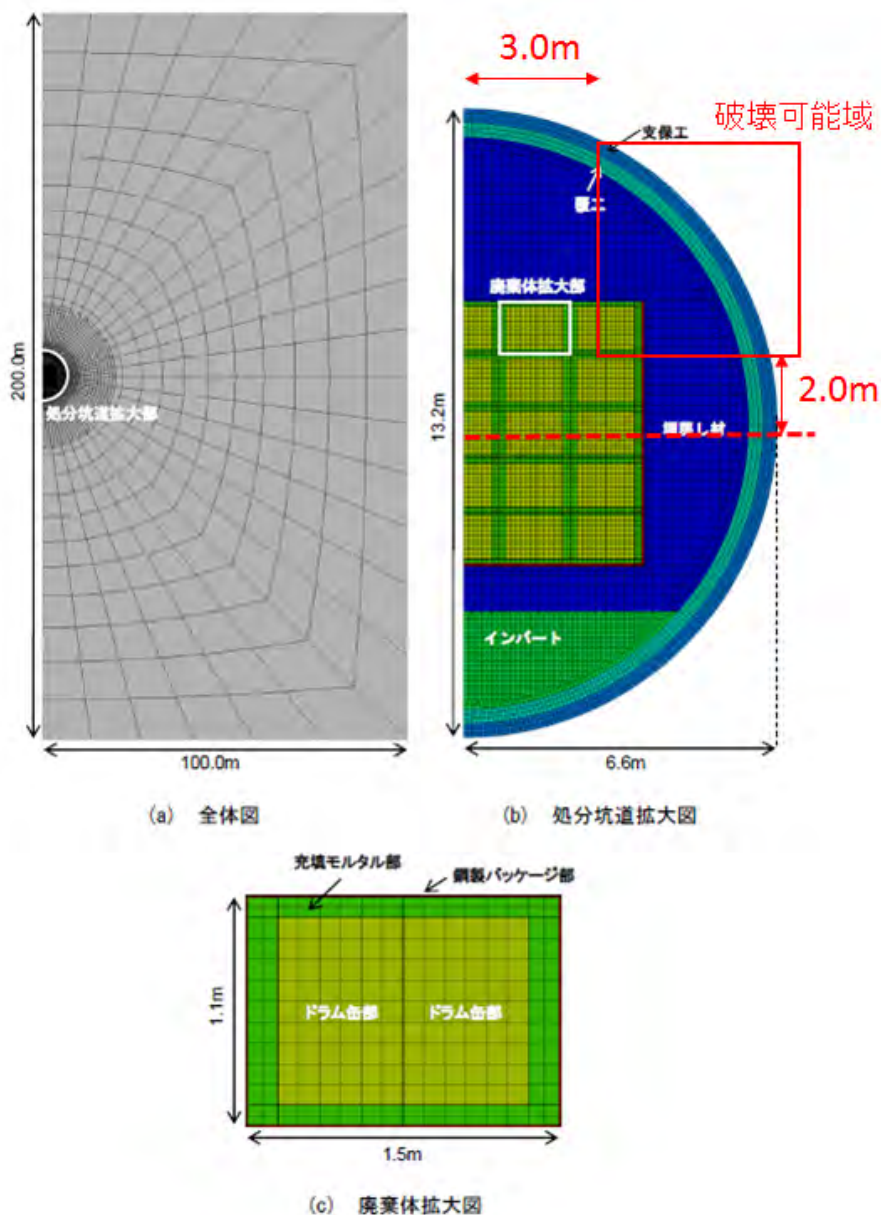 3.0m
破壊可能域
支保工
覆工
廃棄体拡大部
200.0m
処分坑道拡大部
13.2m
2.0m
埋戻し材
インバート
100.0m
6.6m
(a) 全体図
(b) 処分坑道拡大図
充填モルタル部
鋼製パッケージ部
1.1m
ドラム缶部
ドラム缶部
1.5m
(c) 廃棄体拡大図